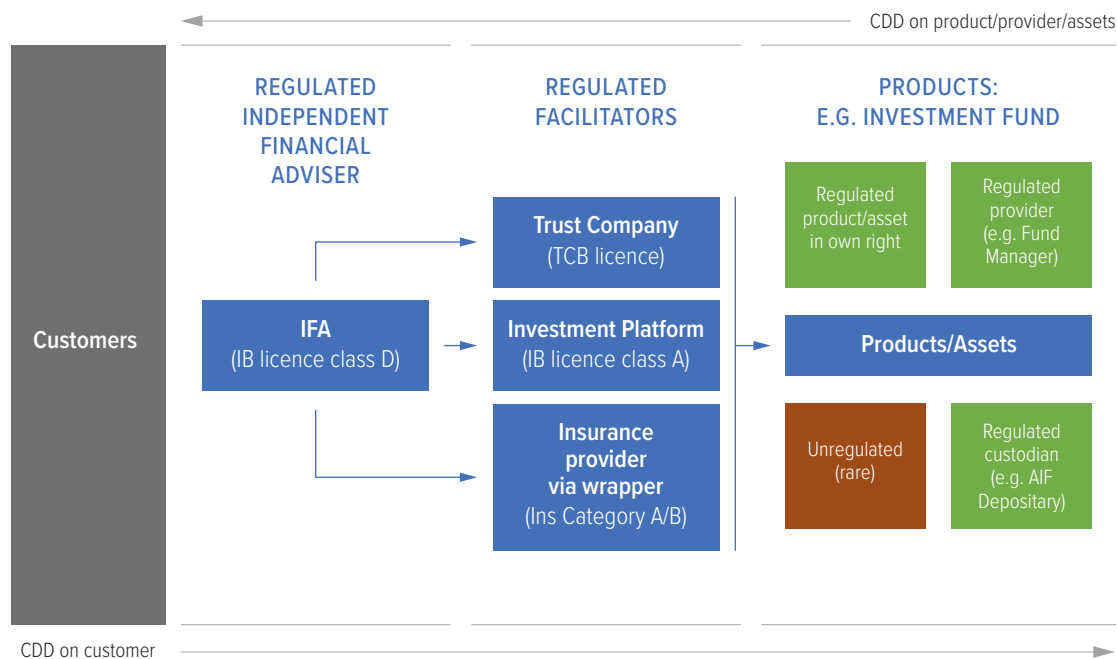 CDD on product/provider/assets
REGULATED
INDEPENDENT
FINANCIAL
ADVISER
REGULATED
FACILITATORS
PRODUCTS:
E.G. INVESTMENT FUND
Customers
IFA
(IB licence class D)
Trust Company
(TCB licence)
Investment Platform
(IB licence class A)
Insurance
provider
via wrapper
(Ins Category A/B)
Regulated
product/asset
in own right
Regulated
provider
(e.g. Fund
Manager)
Products/Assets
Unregulated
(rare)
Regulated
custodian
(e.g. AIF
Depositary)
CDD on customer